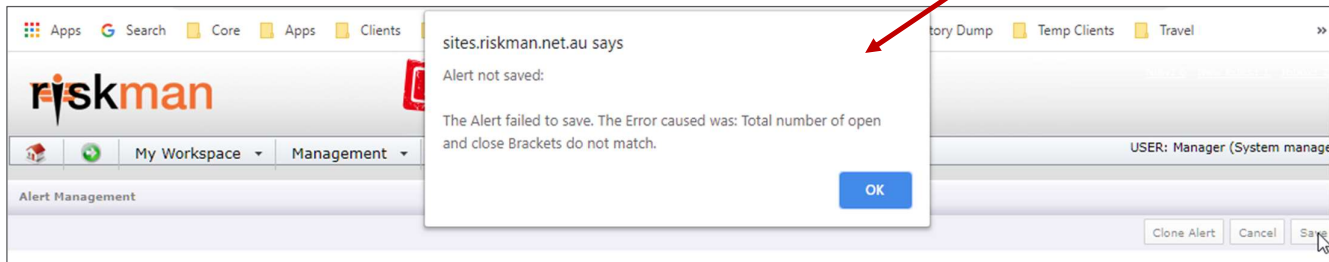 Apps Search Core Apps Clients tory Dump Temp Clients Travel »
sites.riskman.net.au says
Alert not saved:
riskman
The Alert failed to save. The Error caused was: Total number of open
and close Brackets do not match.
My Workspace Management USER: Manager (System manage
OK
Alert Management
Clone Alert Cancel Save